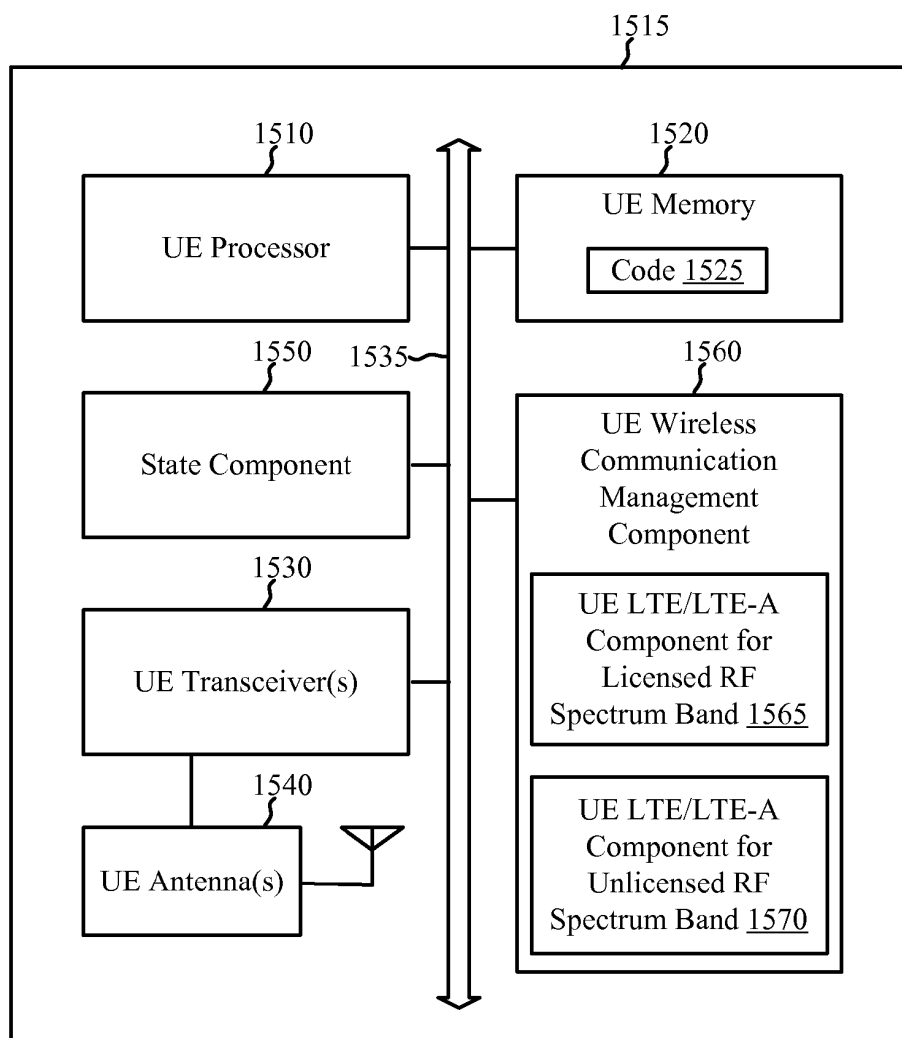 1515
1510
1520
UE Processor
UE Memory
Code 1525
1550
1535
1560
State Component
UE Wireless
Communication
Management
Component
1530
UE Transceiver(s)
UE LTE/LTE-A
Component for
Licensed RF
Spectrum Band 1565
1540
UE Antenna(s)
UE LTE/LTE-A
Component for
Unlicensed RF
Spectrum Band 1570